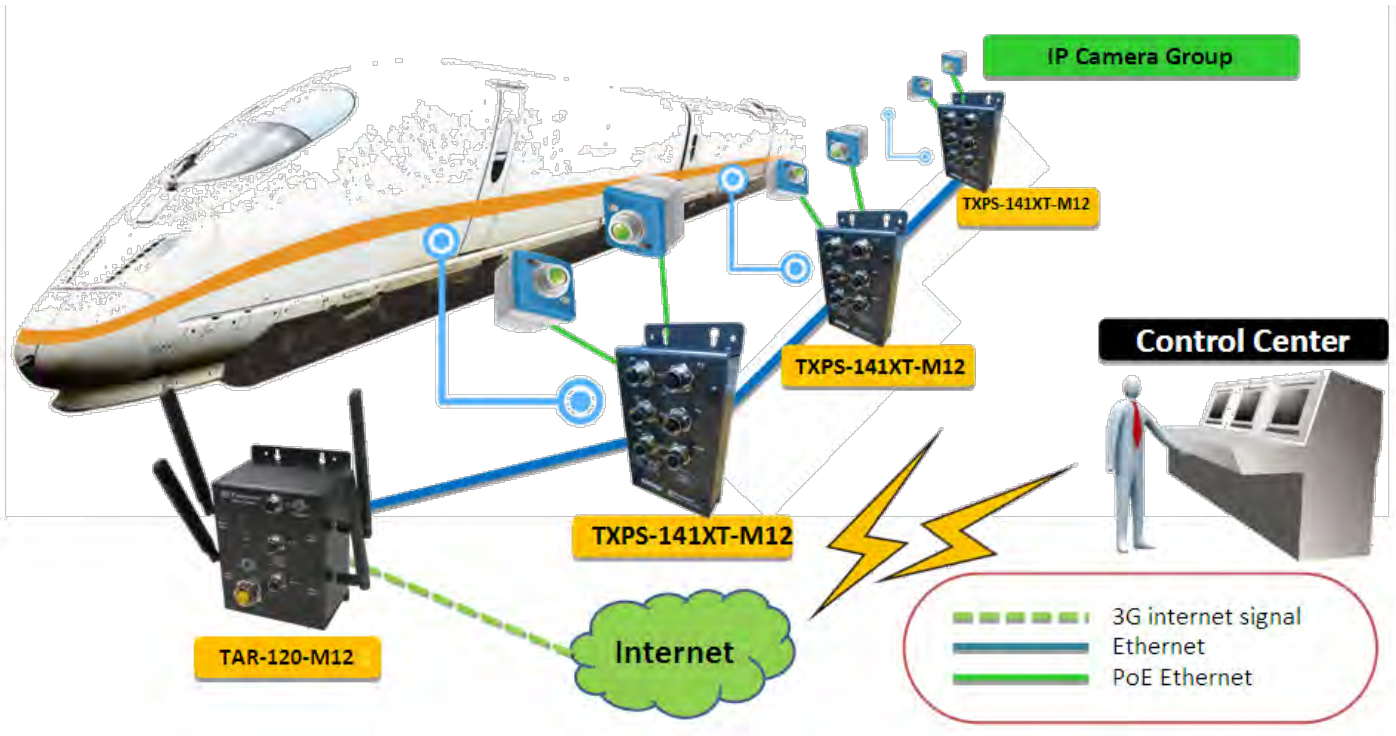 IP Camera Group
TXPS-141XT-M12
TXPS-141XT-M12
Control Center
TXPS-141XT-M12
TAR-120-M12
Internet
3G internet signal
Ethernet
PoE Ethernet